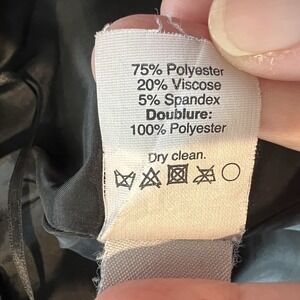 75% Polyester
20% Viscose
5% Spandex
Doublure:
100% Polyester
Dry clean.